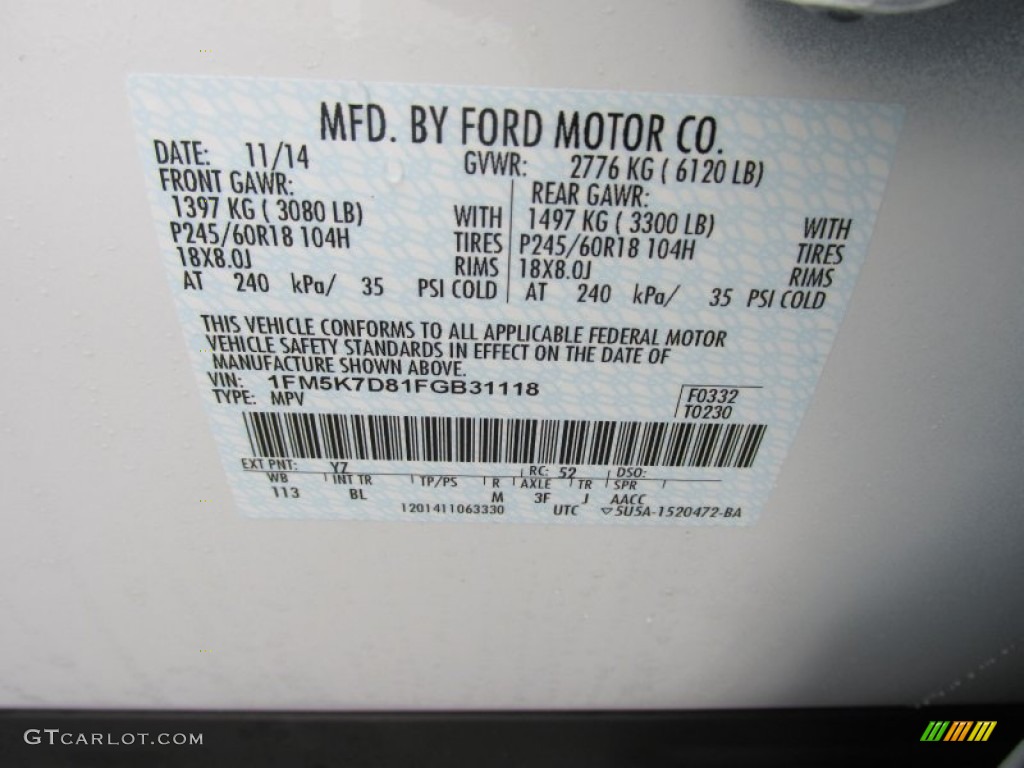 MFD. BY FORD MOTOR CO.
DATE: 11/14 GVWR: 2776 KG ( 6120 LB)
FRONT GAWR: REAR GAWR:
1397 KG ( 3080 LB) WITH 1497 KG ( 3300 LB) WITH
P245/60R18 104H TIRES P245/60R18 104H TIRES
18X8.0J RIMS 18X8.0J RIMS
AT 240 kPa/ 35 PSI COLD AT 240 kPa/ 35 PSI COLD
THIS VEHICLE CONFORMS TO ALL APPLICABLE FEDERAL MOTOR
VEHICLE SAFETY STANDARDS IN EFFECT ON THE DATE OF
MANUFACTURE SHOWN ABOVE.
VIN: 1FM5K7D81FGB31118 F0332
TYPE: MPV T0230
EXT PNT: YZ RC: 52 DSO:
WB INT TR TP/PS R AXLE TR SPR
113 BL M 3F J AACC
1201411063330 UTC ▽5U5A-1520472-BA
GTCARLOT.COM